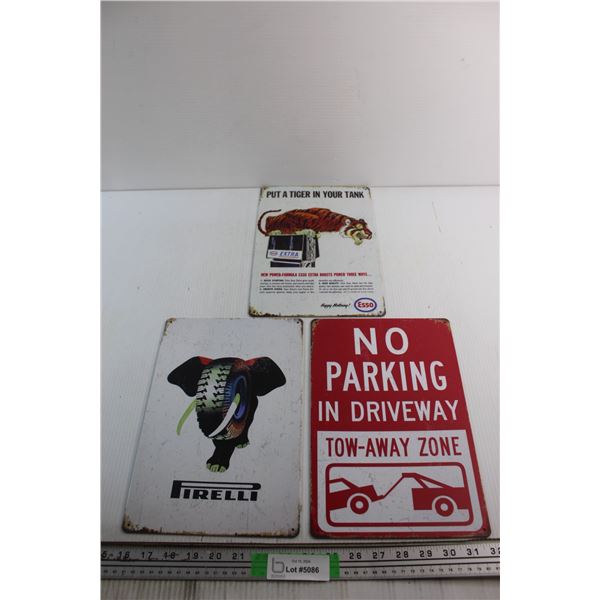 PUT A TIGER IN YOUR TANK
EXTRA
NEW POWER-FORMULA ESSO EXTRA BOOSTS POWER THREE WAYS...
Happy Motoring!
Esso
PIRELLI
NO
PARKING
IN DRIVEWAY
TOW-AWAY ZONE
16 17 18 19 20 21 26 27 28 29 30 31
Lot #5086